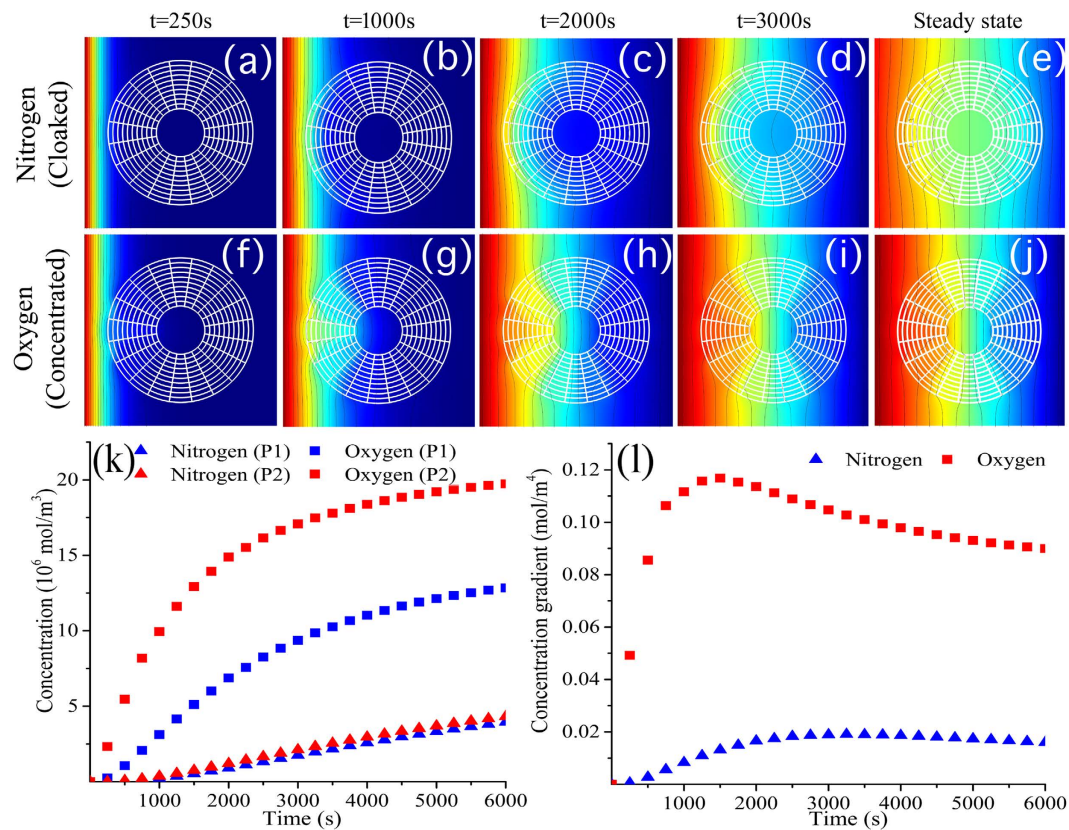 t=250s t=1000s t=2000s t=3000s Steady state
Nitrogen
(Cloaked)
(a) (b) (c) (d) (e)
Oxygen
(Concentrated)
(f) (g) (h) (i) (j)
(k)
Nitrogen (P1) Oxygen (P1)
Nitrogen (P2) Oxygen (P2)
Concentration (10⁶ mol/m³)
20
15
10
5
1000 2000 3000 4000 5000 6000
Time (s)
(l)
Nitrogen Oxygen
Concentration gradient (mol/m⁴)
0.12
0.10
0.08
0.06
0.04
0.02
1000 2000 3000 4000 5000 6000
Time (s)